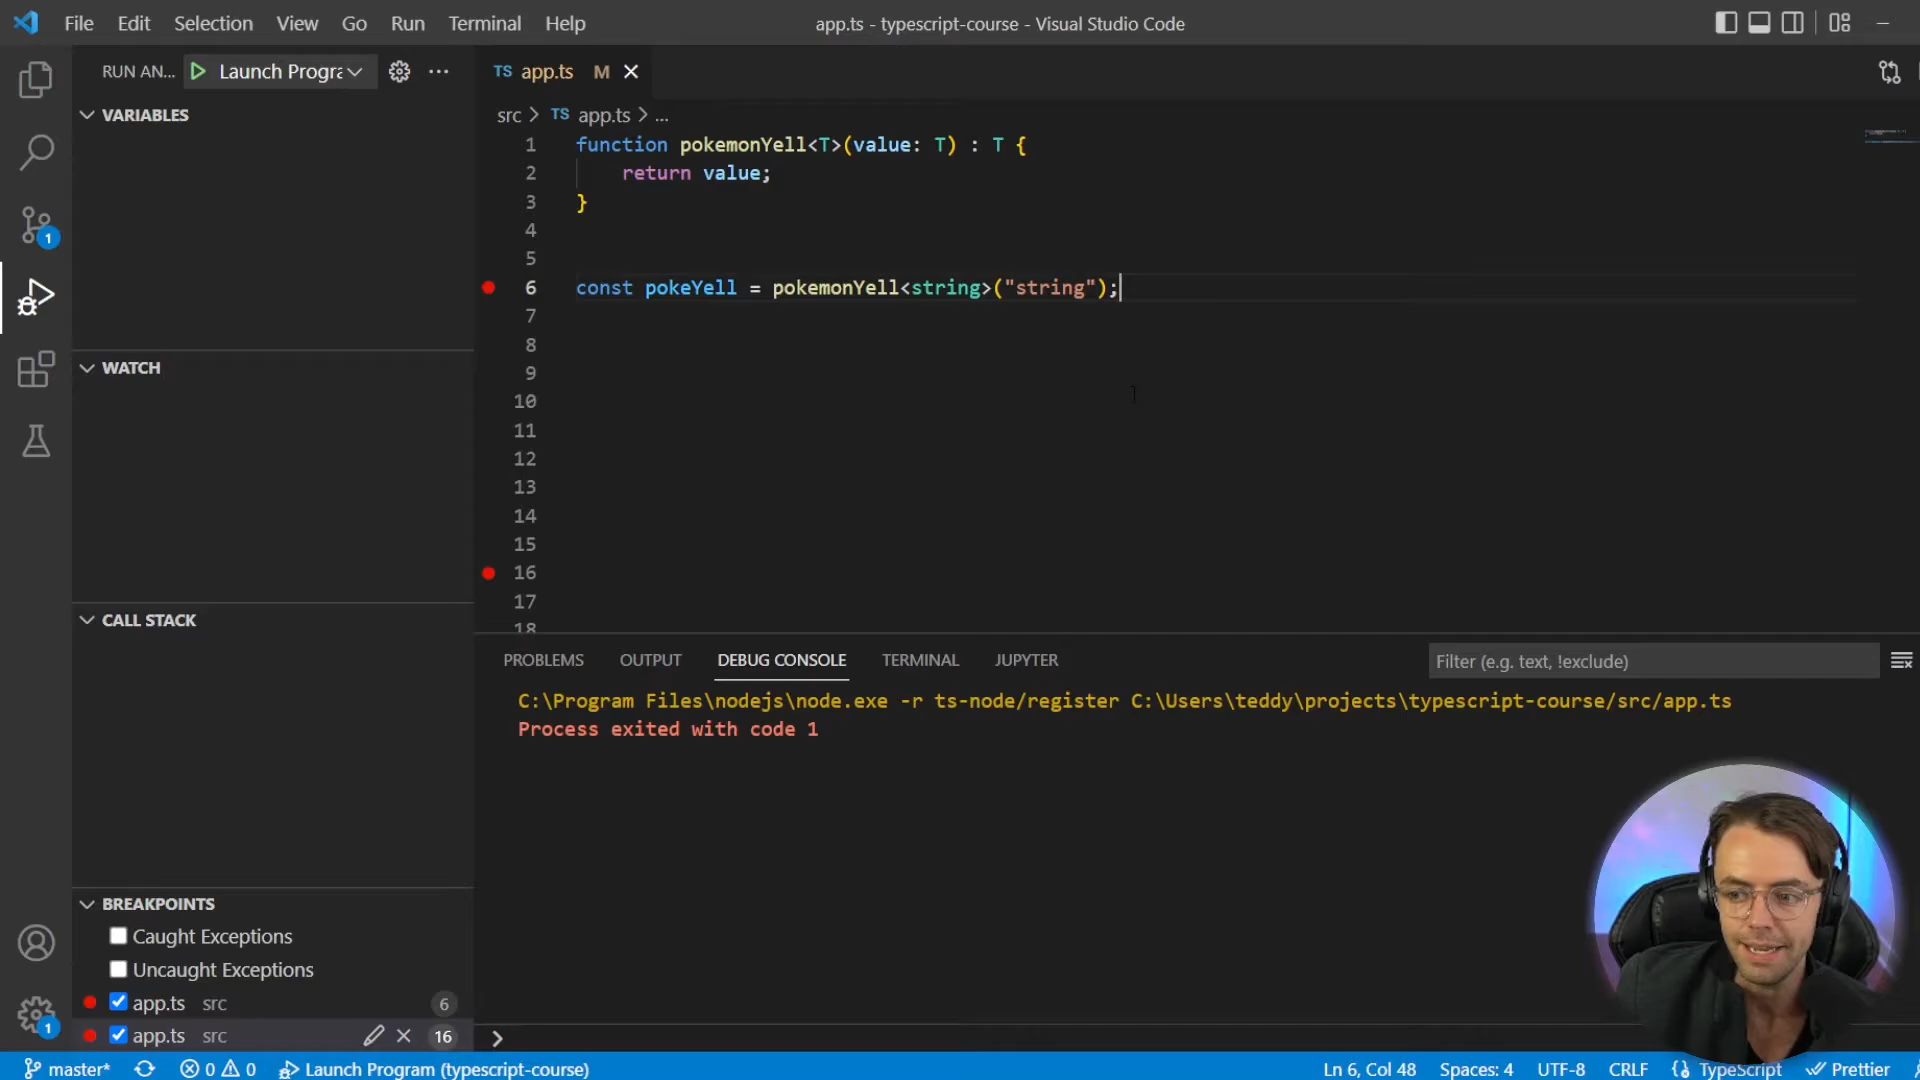 File Edit Selection View Go Run Terminal Help
app.ts - typescript-course - Visual Studio Code
RUN AN... Launch Progra
TS app.ts M
VARIABLES
src > TS app.ts > ...
1 function pokemonYell<T>(value: T) : T {
2 return value;
3 }
4
5
6 const pokeYell = pokemonYell<string>("string");
7
8
9
10
11
12
13
14
15
16
17
18
WATCH
CALL STACK
PROBLEMS OUTPUT DEBUG CONSOLE TERMINAL JUPYTER
Filter (e.g. text, !exclude)
C:\Program Files\nodejs\node.exe -r ts-node/register C:\Users\teddy\projects\typescript-course/src/app.ts
Process exited with code 1
BREAKPOINTS
Caught Exceptions
Uncaught Exceptions
app.ts src 6
app.ts src 16
1
1
master* 0 0 Launch Program (typescript-course)
Ln 6, Col 48 Spaces: 4 UTF-8 CRLF TypeScript Prettier